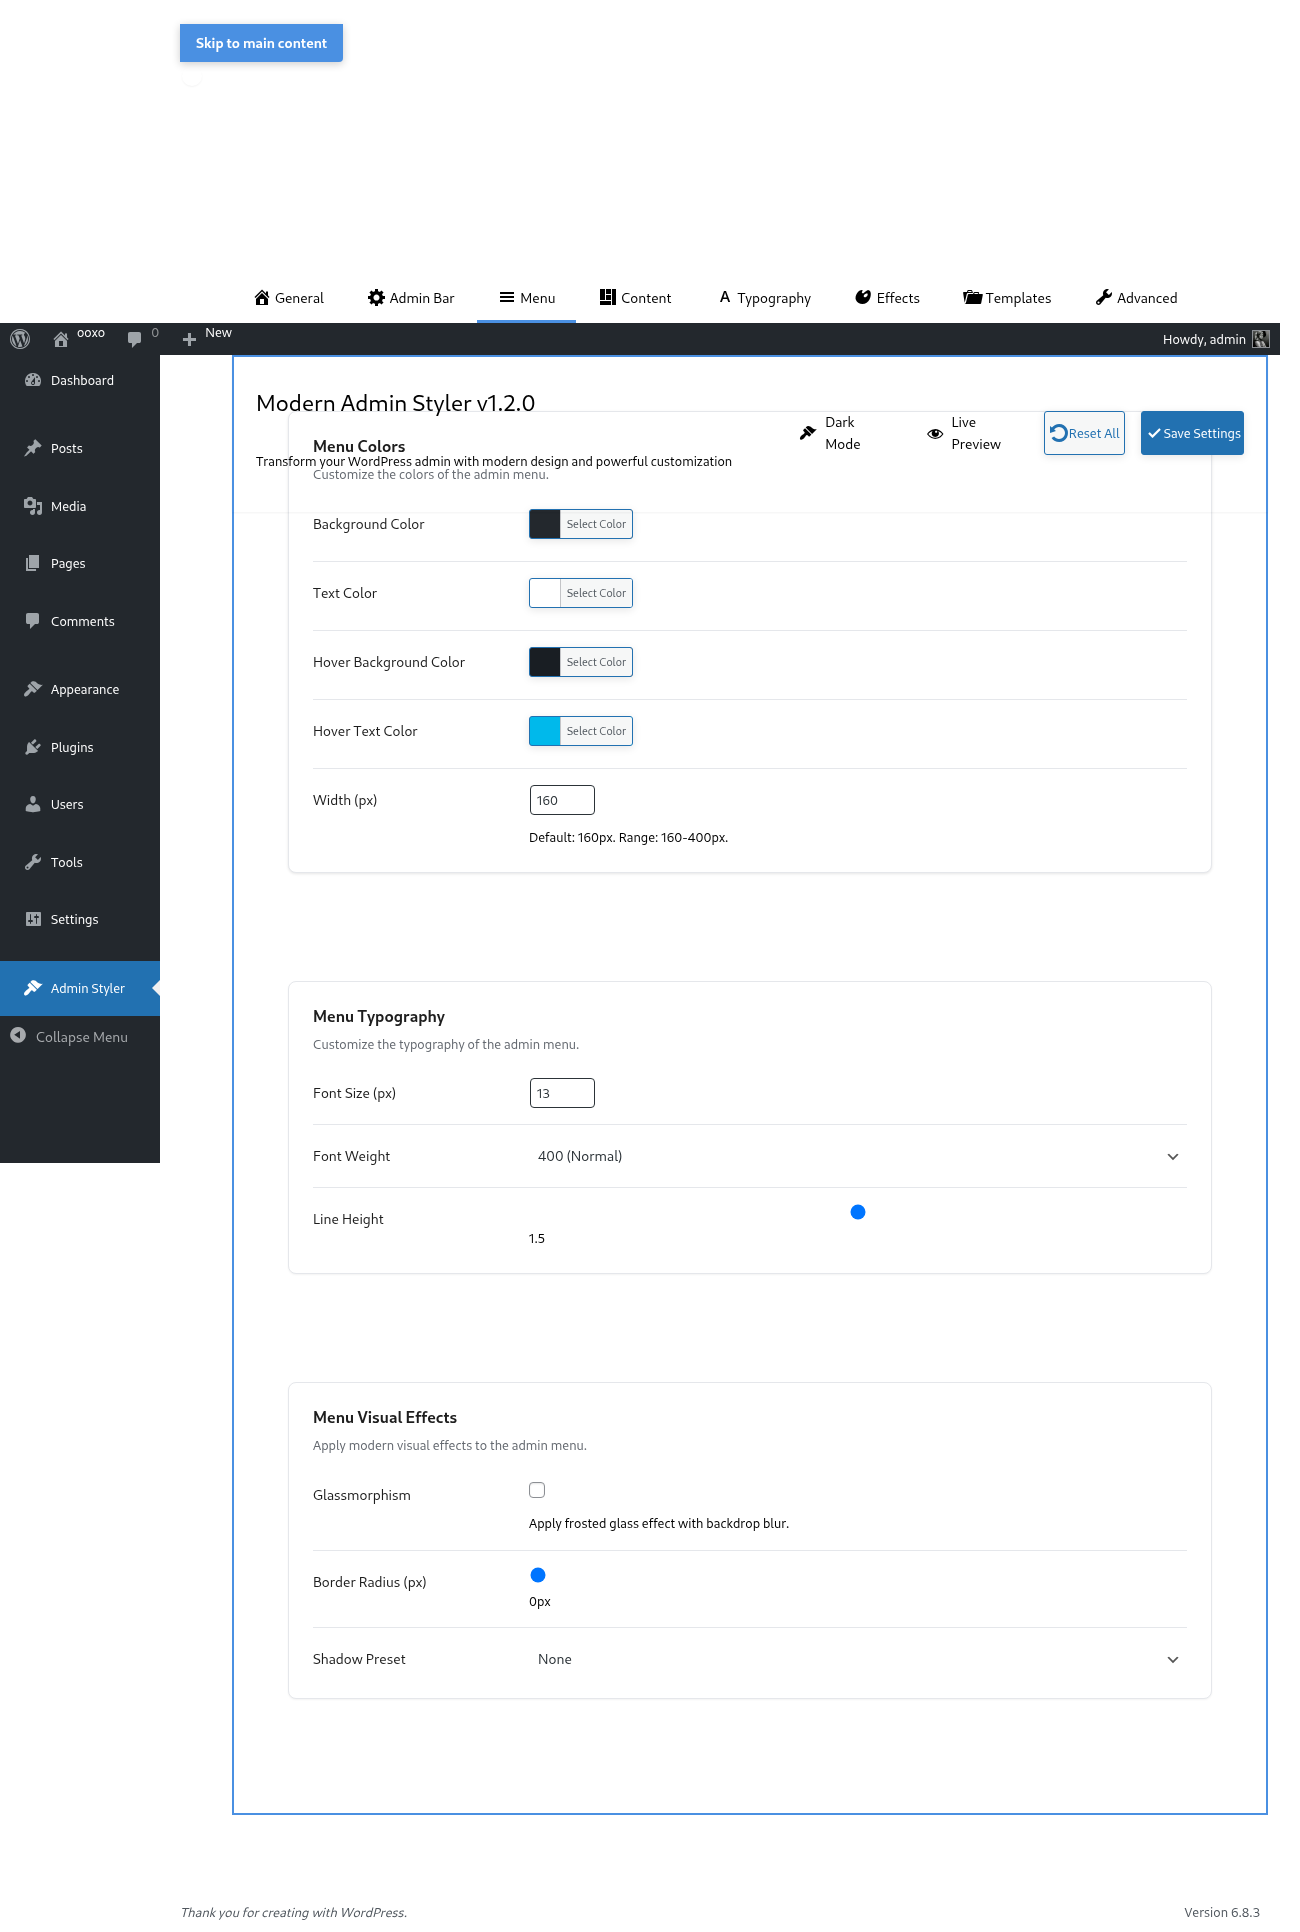 Skip to main content
General
Admin Bar
Menu
Content
Typography
Effects
Templates
Advanced
ooxo
0
New
Howdy, admin
Dashboard
Posts
Media
Pages
Comments
Appearance
Plugins
Users
Tools
Settings
Admin Styler
Collapse Menu
Modern Admin Styler v1.2.0
Transform your WordPress admin with modern design and powerful customization
Dark
Mode
Live
Preview
Reset All
Save Settings
Menu Colors
Customize the colors of the admin menu.
Background Color
Select Color
Text Color
Select Color
Hover Background Color
Select Color
Hover Text Color
Select Color
Width (px)
160
Default: 160px. Range: 160-400px.
Menu Typography
Customize the typography of the admin menu.
Font Size (px)
13
Font Weight
400 (Normal)
Line Height
1.5
Menu Visual Effects
Apply modern visual effects to the admin menu.
Glassmorphism
Apply frosted glass effect with backdrop blur.
Border Radius (px)
0px
Shadow Preset
None
Thank you for creating with WordPress.
Version 6.8.3